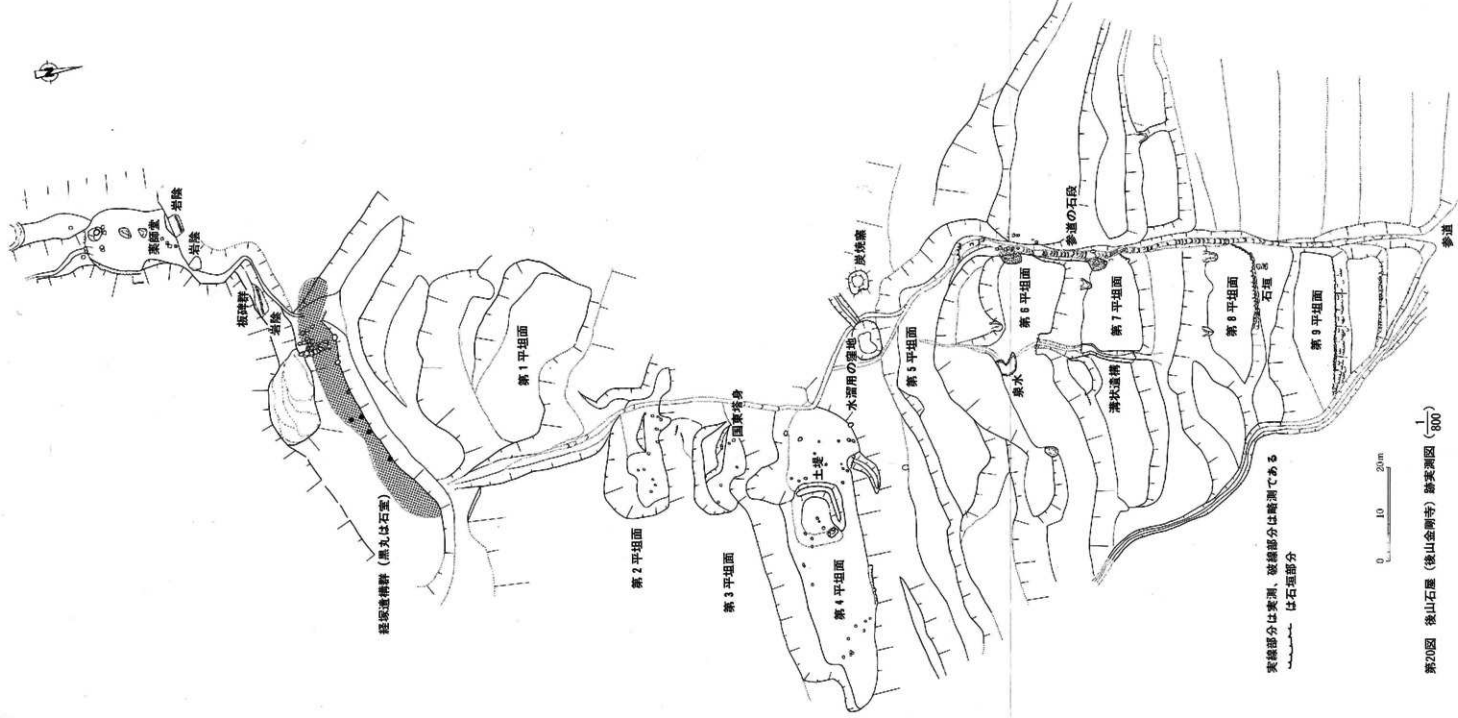 N
薬師堂
岩陰
岩陰
板碑群
岩陰
経塚遺構群（黒丸は石室）
第1平坦面
第2平坦面
国東塔身
第3平坦面
土堤
第4平坦面
水溜用の窪地
炭焼窯
第5平坦面
泉水
第6平坦面
参道の石段
溝状遺構
第7平坦面
第8平坦面
石垣
第9平坦面
参道
実線部分は実測、破線部分は略測である
は石垣部分
0 10 20m
第20図 後山石屋（後山金剛寺）跡実測図（1/800）